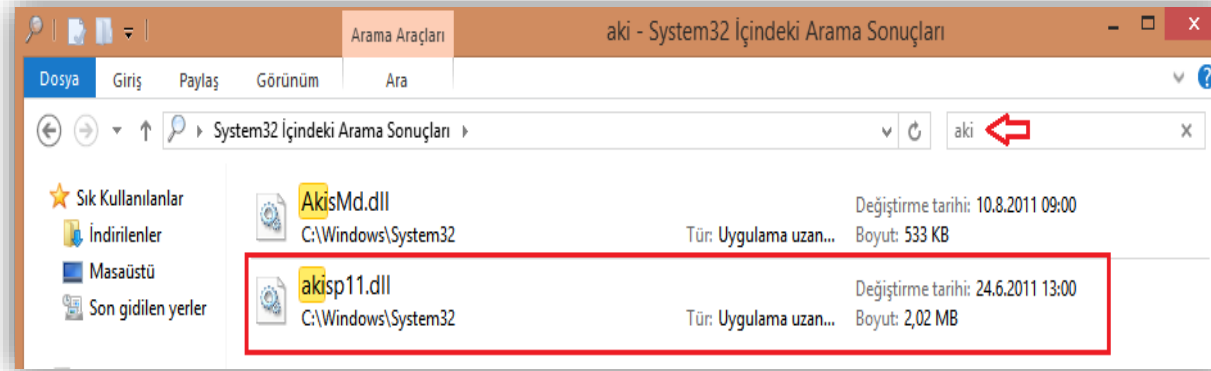 Arama Araçları
aki - System32 İçindeki Arama Sonuçları
Dosya Giriş Paylaş Görünüm Ara
System32 İçindeki Arama Sonuçları
aki
Sık Kullanılanlar
İndirilenler
Masaüstü
Son gidilen yerler
AkisMd.dll
Değiştirme tarihi: 10.8.2011 09:00
C:\Windows\System32 Tür: Uygulama uzan... Boyut: 533 KB
akisp11.dll
Değiştirme tarihi: 24.6.2011 13:00
C:\Windows\System32 Tür: Uygulama uzan... Boyut: 2,02 MB